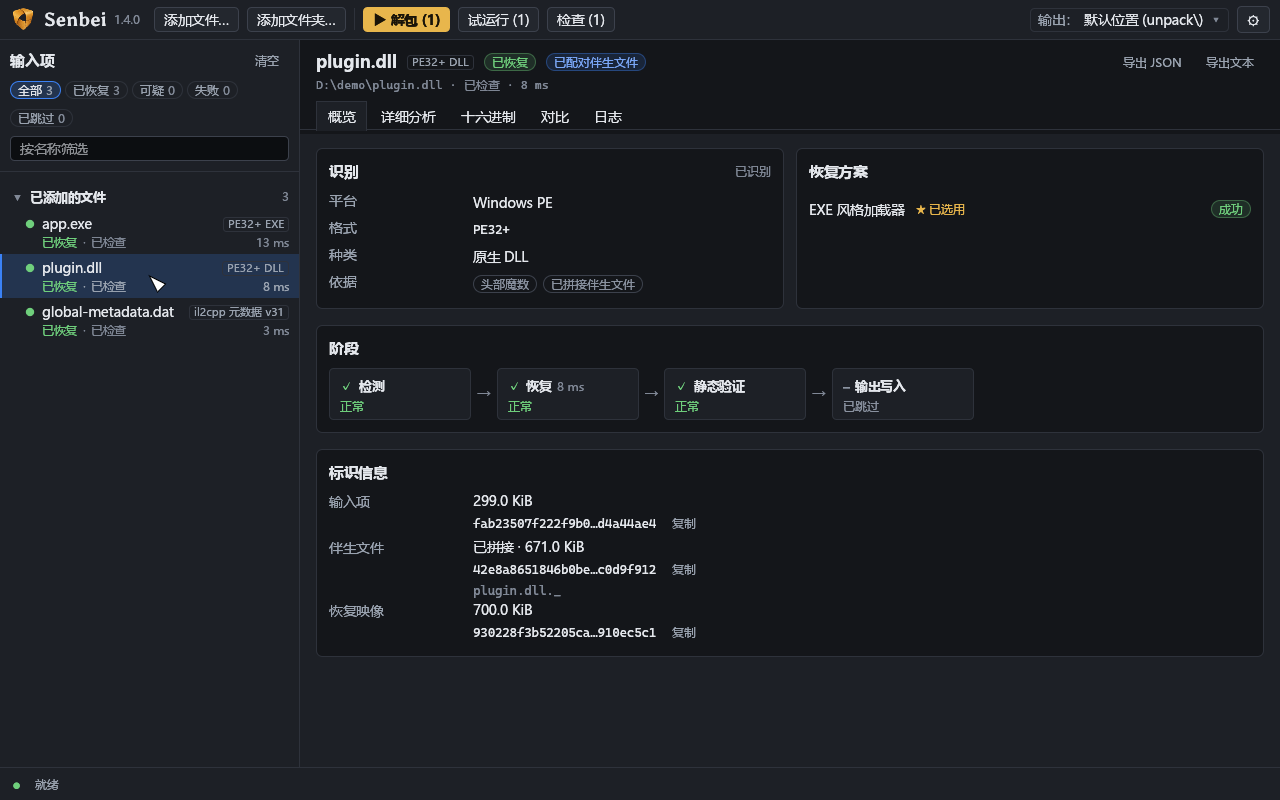 Senbei 1.4.0 添加文件... 添加文件夹... ▶ 解包 (1) 试运行 (1) 检查 (1) 输出: 默认位置 (unpack\) ▾
输入项 清空
全部 3 已恢复 3 可疑 0 失败 0
已跳过 0
按名称筛选
▼ 已添加的文件 3
app.exe PE32+ EXE
已恢复 · 已检查 13 ms
plugin.dll PE32+ DLL
已恢复 · 已检查 8 ms
global-metadata.dat il2cpp 元数据 v31
已恢复 · 已检查 3 ms
plugin.dll PE32+ DLL 已恢复 已配对伴生文件 导出 JSON 导出文本
D:\demo\plugin.dll · 已检查 · 8 ms
概览 详细分析 十六进制 对比 日志
识别 已识别
平台 Windows PE
格式 PE32+
种类 原生 DLL
依据 头部魔数 已拼接伴生文件
恢复方案
EXE 风格加载器 ★ 已选用 成功
阶段
✓ 检测 → ✓ 恢复 8 ms → ✓ 静态验证 → – 输出写入
正常 正常 正常 已跳过
标识信息
输入项 299.0 KiB
fab23507f222f9b0…d4a44ae4 复制
伴生文件 已拼接 · 671.0 KiB
42e8a8651846b0be…c0d9f912 复制
plugin.dll._
恢复映像 700.0 KiB
930228f3b52205ca…910ec5c1 复制
就绪